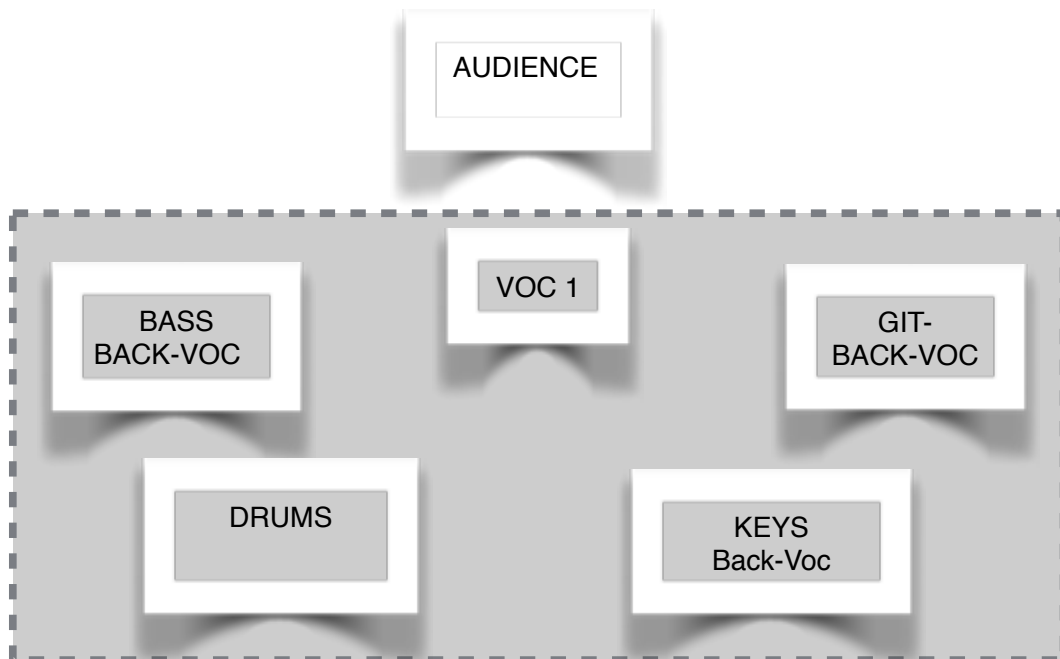 AUDIENCE
VOC 1
BASS
BACK-VOC
GIT-
BACK-VOC
DRUMS
KEYS
Back-Voc